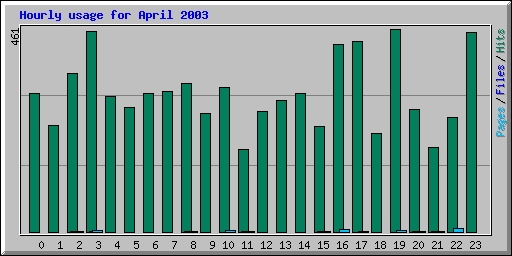 Hourly usage for April 2003
461
Pages/Files/Hits
0 1 2 3 4 5 6 7 8 9 10 11 12 13 14 15 16 17 18 19 20 21 22 23